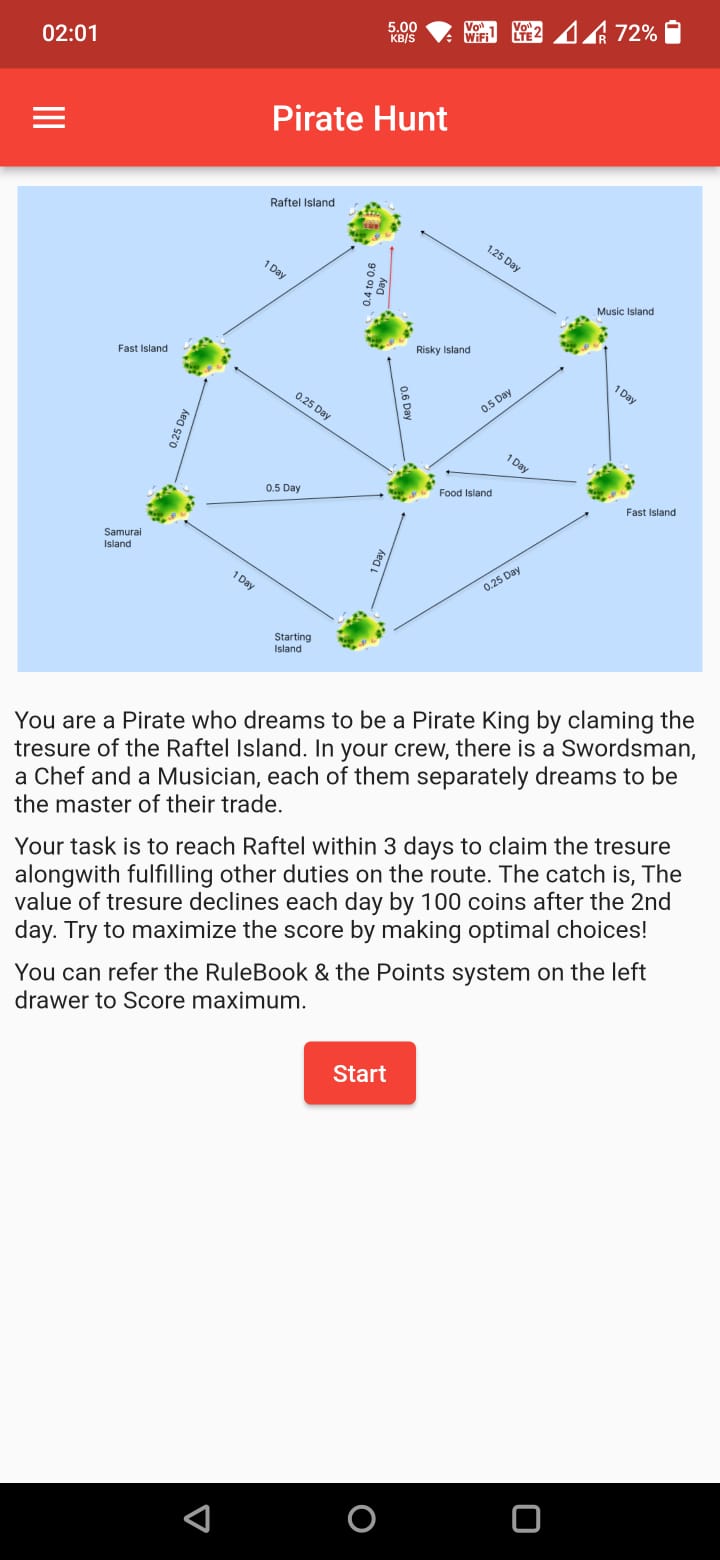 02:01
5.00 KB/S
Vo)) WiFi 1
Vo)) LTE 2
R
72%
Pirate Hunt
Raftel Island
1 Day
0.4 to 0.6
Day
1.25 Day
Music Island
Fast Island
Risky Island
0.25 Day
0.25 Day
0.6 Day
0.5 Day
1 Day
1 Day
0.5 Day
Food Island
Fast Island
Samurai
Island
1 Day
1 Day
0.25 Day
Starting
Island
You are a Pirate who dreams to be a Pirate King by claming the
tresure of the Raftel Island. In your crew, there is a Swordsman,
a Chef and a Musician, each of them separately dreams to be
the master of their trade.
Your task is to reach Raftel within 3 days to claim the tresure
alongwith fulfilling other duties on the route. The catch is, The
value of tresure declines each day by 100 coins after the 2nd
day. Try to maximize the score by making optimal choices!
You can refer the RuleBook & the Points system on the left
drawer to Score maximum.
Start